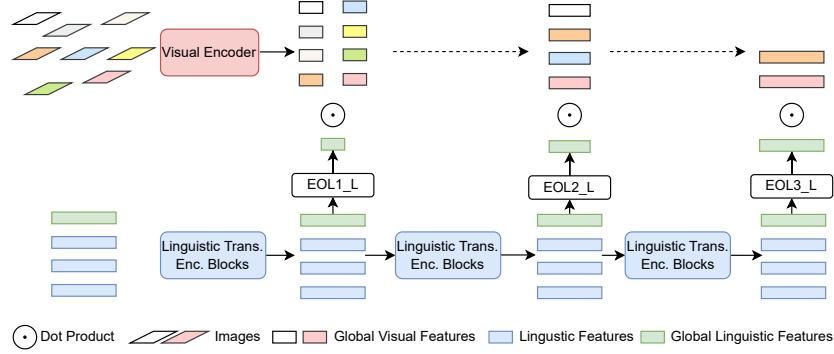 Visual Encoder
EOL1_L
EOL2_L
EOL3_L
Linguistic Trans.
Enc. Blocks
Linguistic Trans.
Enc. Blocks
Linguistic Trans.
Enc. Blocks
Dot Product
Images
Global Visual Features
Lingustic Features
Global Linguistic Features